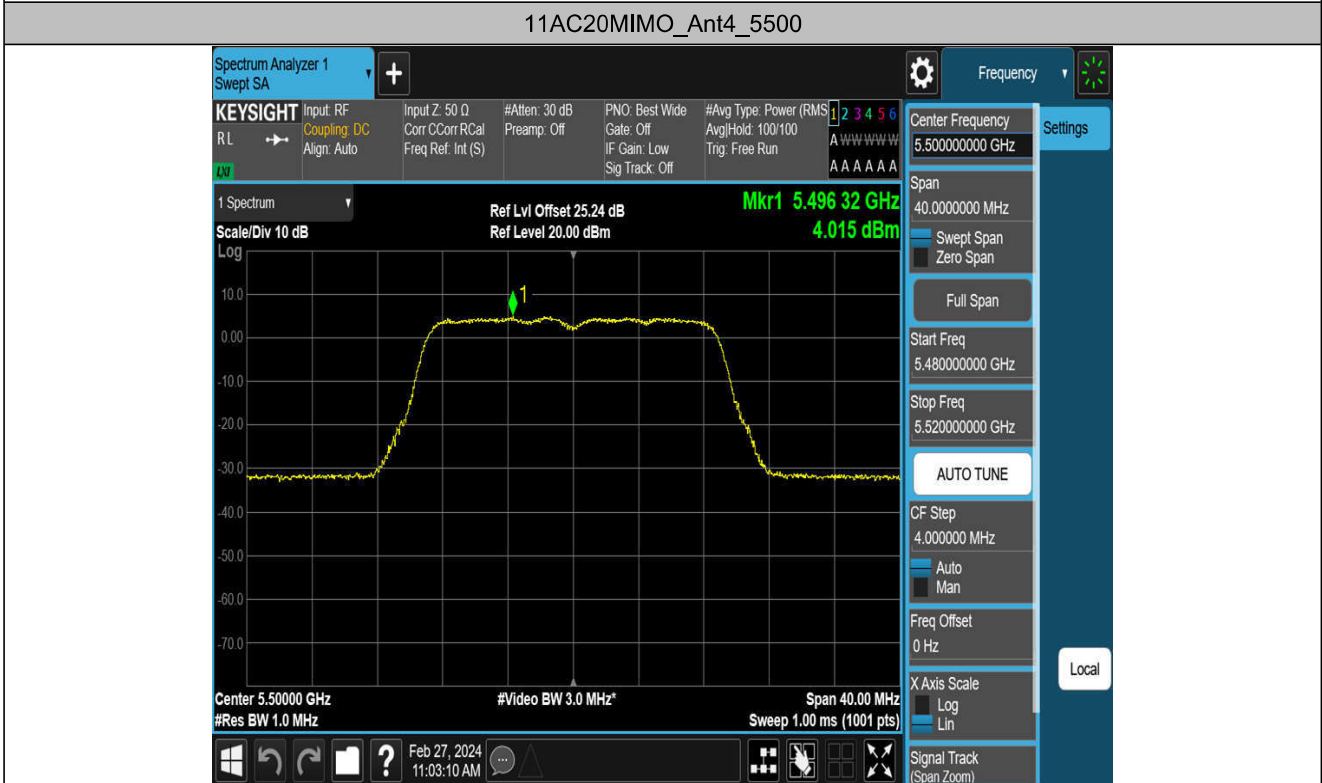 11AC20MIMO_Ant4_5500
Spectrum Analyzer 1
Swept SA
Frequency
KEYSIGHT
RL
LXI
Input: RF
Coupling: DC
Align: Auto
Input Z: 50 Ω
Corr CCorr RCal
Freq Ref: Int (S)
#Atten: 30 dB
Preamp: Off
PNO: Best Wide
Gate: Off
IF Gain: Low
Sig Track: Off
#Avg Type: Power (RMS
Avg|Hold: 100/100
Trig: Free Run
1 2 3 4 5 6
A W W W W W
A A A A A A
1 Spectrum
Scale/Div 10 dB
Log
Ref Lvl Offset 25.24 dB
Ref Level 20.00 dBm
Mkr1 5.496 32 GHz
4.015 dBm
1
10.0
0.00
-10.0
-20.0
-30.0
-40.0
-50.0
-60.0
-70.0
Center 5.50000 GHz
#Res BW 1.0 MHz
#Video BW 3.0 MHz*
Span 40.00 MHz
Sweep 1.00 ms (1001 pts)
Feb 27, 2024
11:03:10 AM
Center Frequency
5.500000000 GHz
Settings
Span
40.0000000 MHz
Swept Span
Zero Span
Full Span
Start Freq
5.480000000 GHz
Stop Freq
5.520000000 GHz
AUTO TUNE
CF Step
4.000000 MHz
Auto
Man
Freq Offset
0 Hz
X Axis Scale
Log
Lin
Local
Signal Track
(Span Zoom)